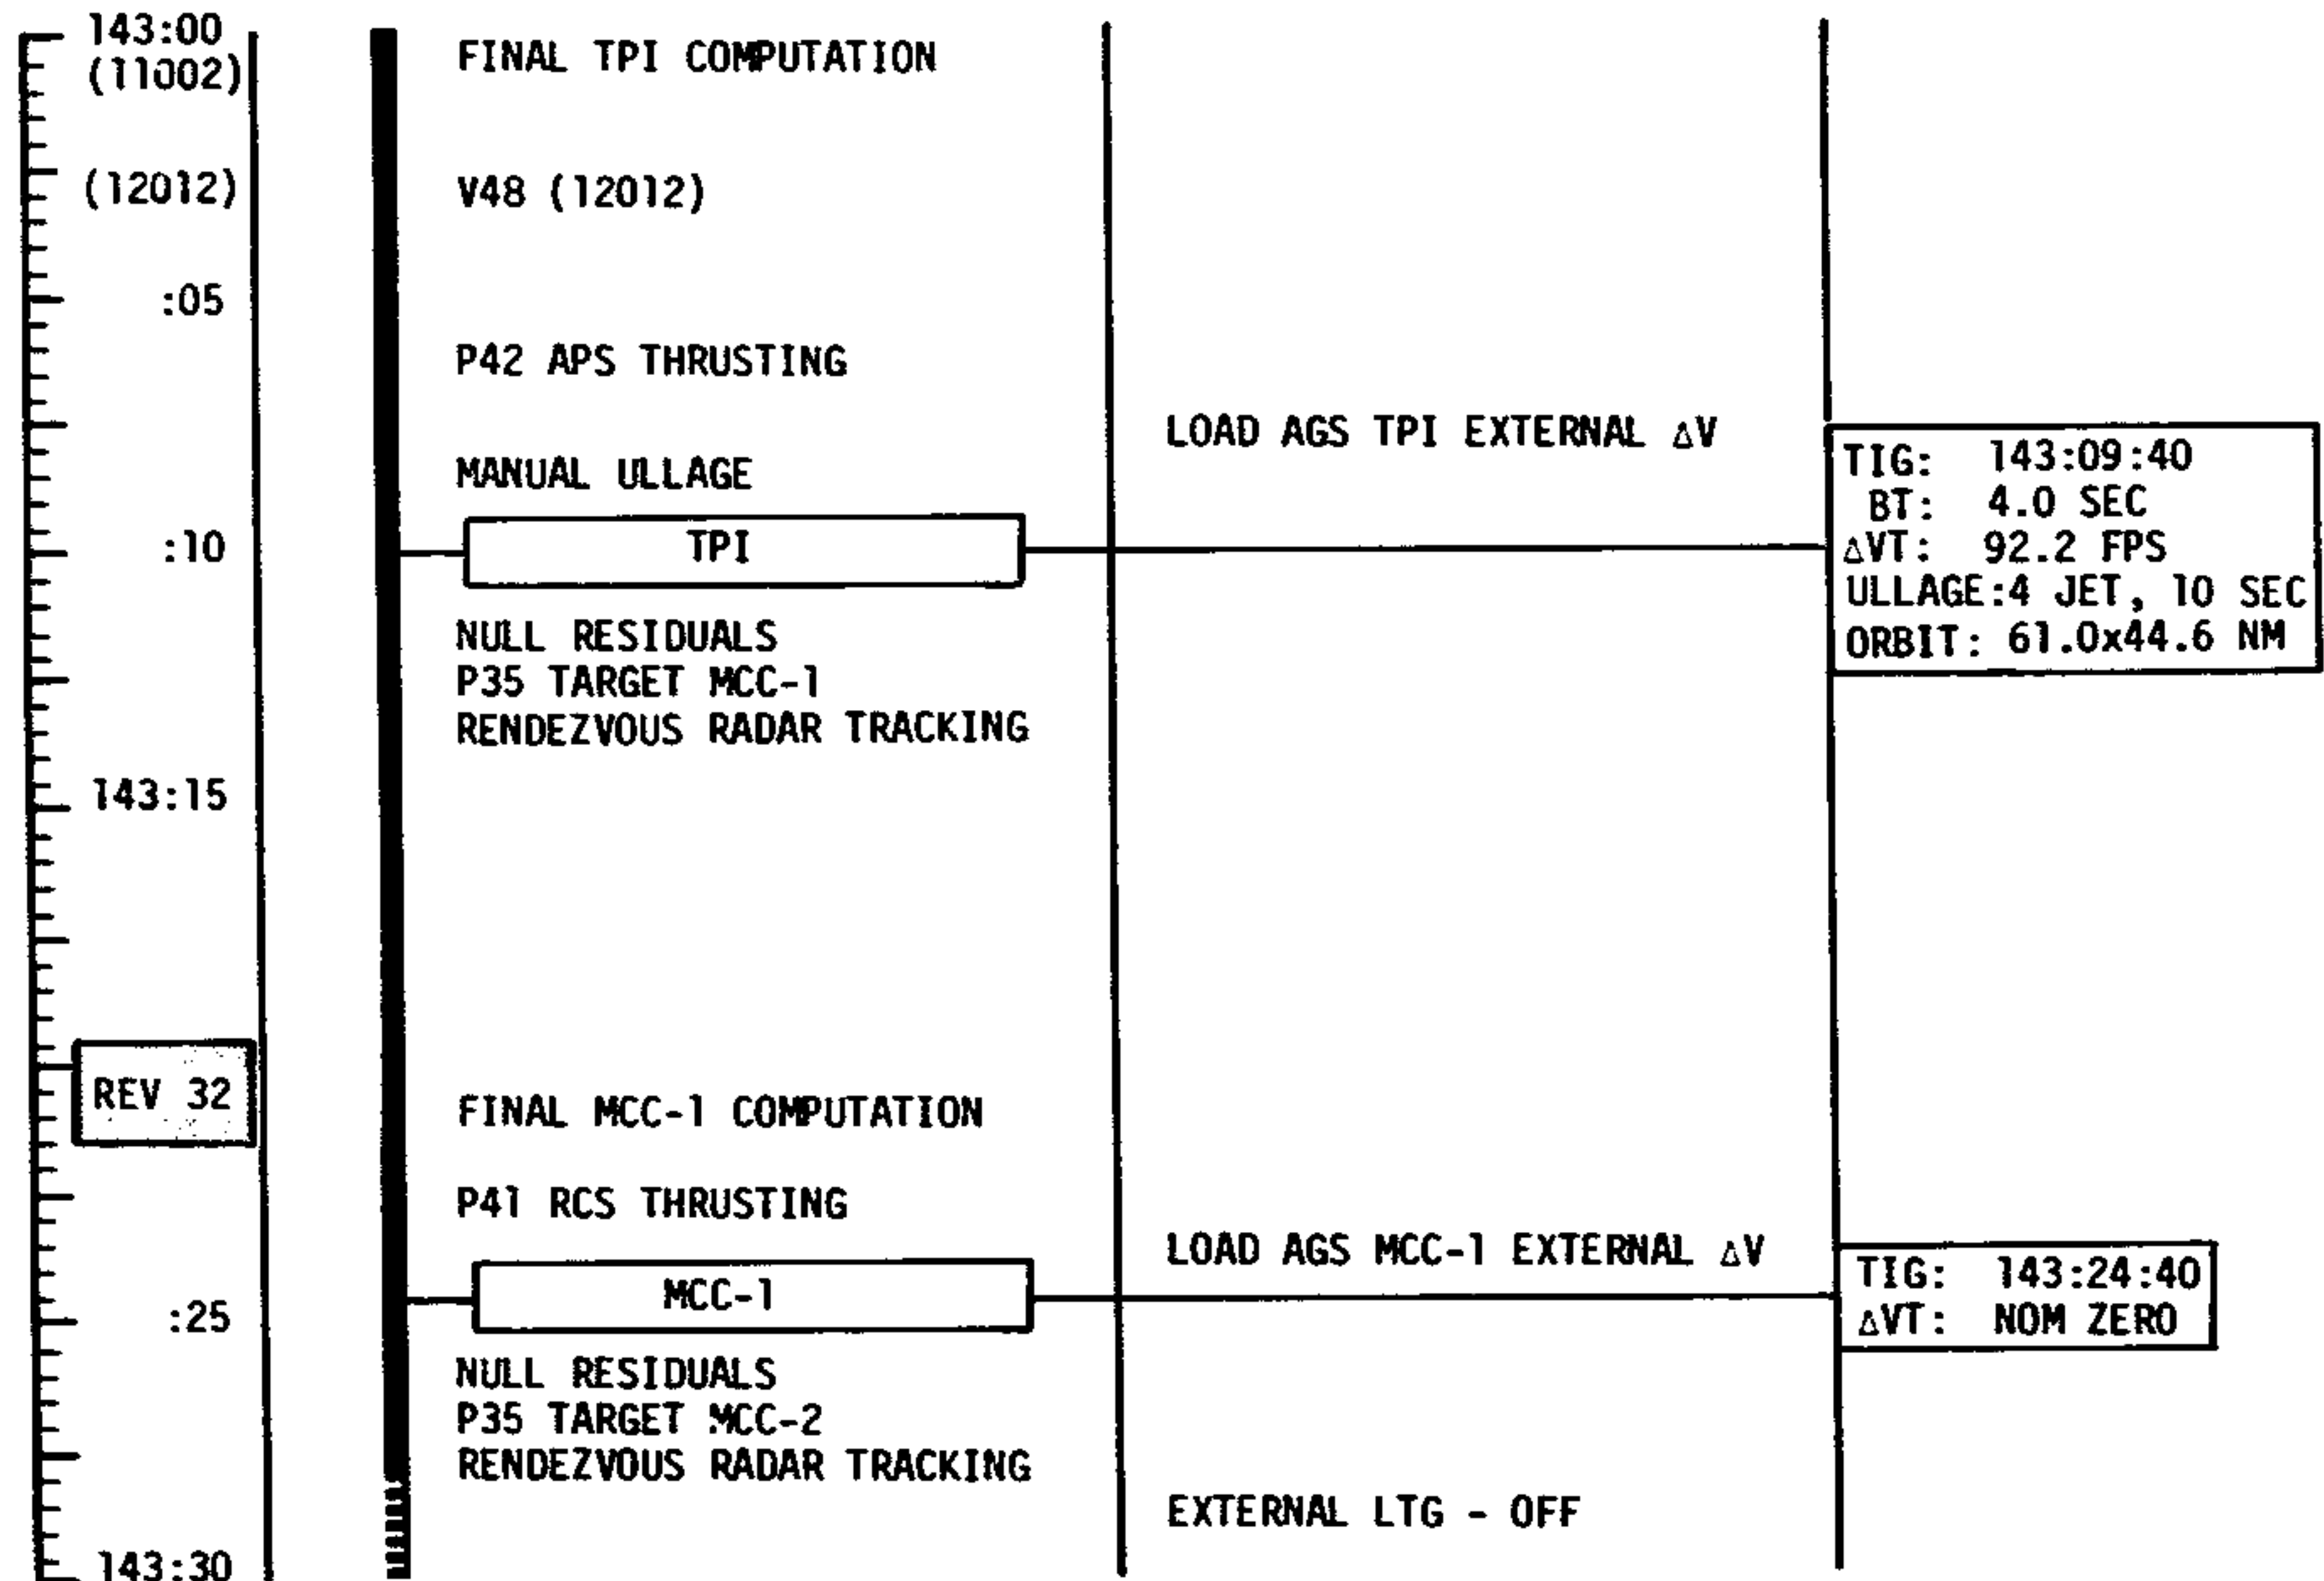 143:00
(11002)
FINAL TPI COMPUTATION
(12012)
V48 (12012)
:05
P42 APS THRUSTING
LOAD AGS TPI EXTERNAL ΔV
MANUAL ULLAGE
TIG: 143:09:40
BT: 4.0 SEC
ΔVT: 92.2 FPS
ULLAGE:4 JET, 10 SEC
ORBIT: 61.0x44.6 NM
:10
TPI
NULL RESIDUALS
P35 TARGET MCC-1
RENDEZVOUS RADAR TRACKING
143:15
REV 32
FINAL MCC-1 COMPUTATION
P41 RCS THRUSTING
LOAD AGS MCC-1 EXTERNAL ΔV
TIG: 143:24:40
ΔVT: NOM ZERO
MCC-1
:25
NULL RESIDUALS
P35 TARGET MCC-2
RENDEZVOUS RADAR TRACKING
EXTERNAL LTG - OFF
143:30